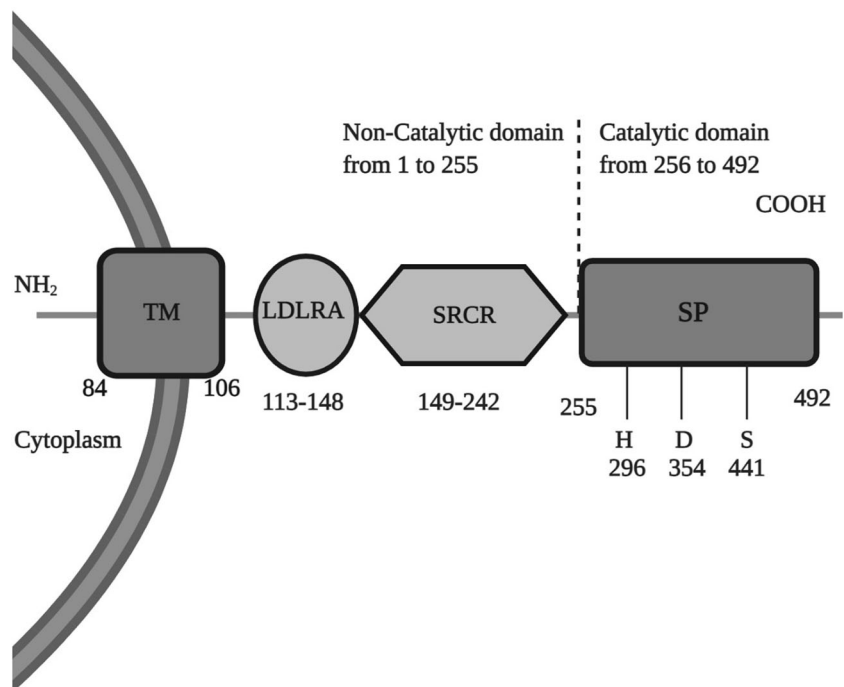 Non-Catalytic domain
from 1 to 255
Catalytic domain
from 256 to 492
COOH
NH₂
TM
LDLRA
SRCR
SP
84
106
113-148
149-242
255
492
Cytoplasm
H
296
D
354
S
441